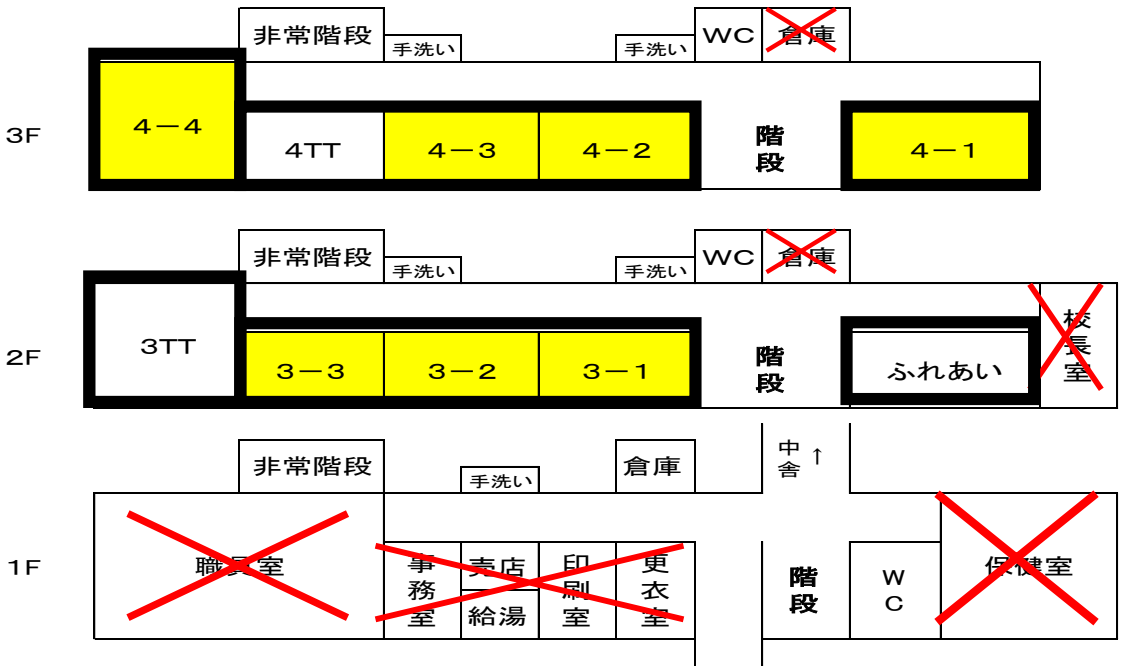 非常階段
手洗い
手洗い
WC
倉庫
3F
4－4
4TT
4－3
4－2
階段
4－1
非常階段
手洗い
手洗い
WC
倉庫
2F
3TT
3－3
3－2
3－1
階段
ふれあい
校長室
非常階段
手洗い
倉庫
中舎↑
1F
職員室
事務室
売店
給湯
印刷室
更衣室
階段
WC
保健室